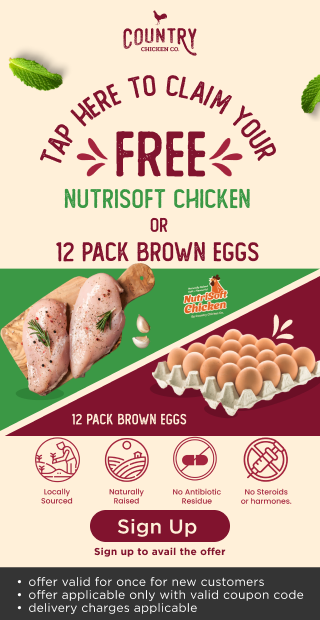 COUNTRY
CHICKEN CO.
TAP HERE TO CLAIM YOUR
FREE
NUTRISOFT CHICKEN
OR
12 PACK BROWN EGGS
NutriSoft
Chicken
12 PACK BROWN EGGS
Locally
Sourced
Naturally
Raised
No Antibiotic
Residue
No Steroids
or harmones.
Sign Up
Sign up to avail the offer
• offer valid for once for new customers
• offer applicable only with valid coupon code
• delivery charges applicable